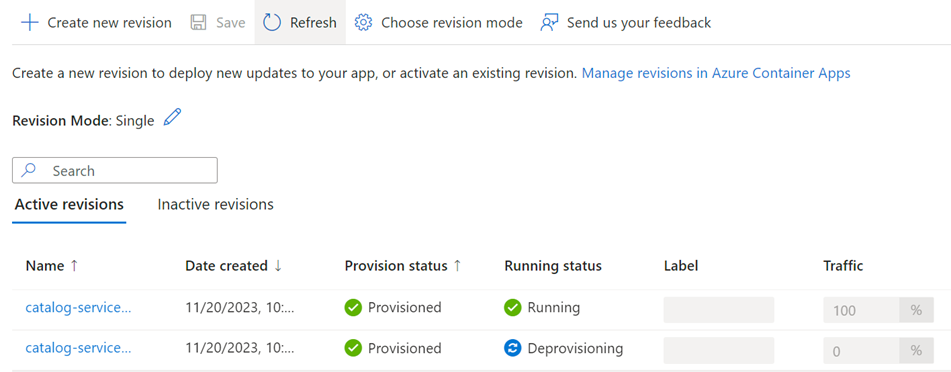 Create new revision Save Refresh Choose revision mode Send us your feedback
Create a new revision to deploy new updates to your app, or activate an existing revision. Manage revisions in Azure Container Apps
Revision Mode: Single
Search
Active revisions Inactive revisions
Name ↑ Date created ↓ Provision status ↑ Running status Label Traffic
catalog-service... 11/20/2023, 10:... Provisioned Running 100 %
catalog-service... 11/20/2023, 10:... Provisioned Deprovisioning 0 %